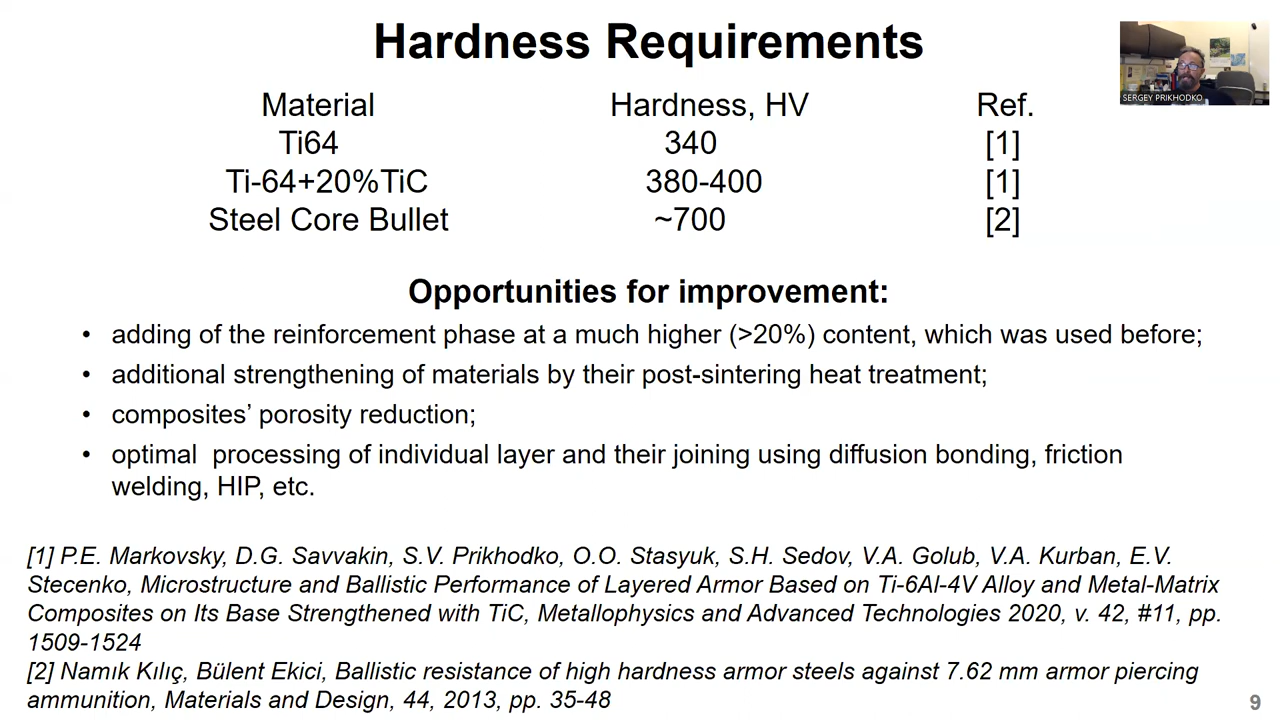 Hardness Requirements
SERGEY PRIKHODKO
Material Hardness, HV Ref.
Ti64 340 [1]
Ti-64+20%TiC 380-400 [1]
Steel Core Bullet ~700 [2]
Opportunities for improvement:
• adding of the reinforcement phase at a much higher (>20%) content, which was used before;
• additional strengthening of materials by their post-sintering heat treatment;
• composites’ porosity reduction;
• optimal processing of individual layer and their joining using diffusion bonding, friction
welding, HIP, etc.
[1] P.E. Markovsky, D.G. Savvakin, S.V. Prikhodko, O.O. Stasyuk, S.H. Sedov, V.A. Golub, V.A. Kurban, E.V.
Stecenko, Microstructure and Ballistic Performance of Layered Armor Based on Ti-6Al-4V Alloy and Metal-Matrix
Composites on Its Base Strengthened with TiC, Metallophysics and Advanced Technologies 2020, v. 42, #11, pp.
1509-1524
[2] Namık Kılıç, Bülent Ekici, Ballistic resistance of high hardness armor steels against 7.62 mm armor piercing
ammunition, Materials and Design, 44, 2013, pp. 35-48
9